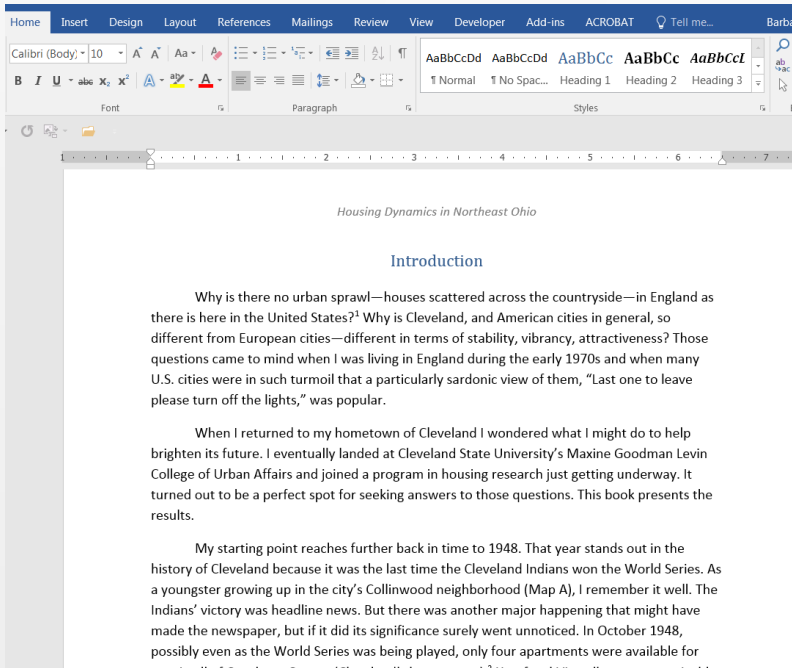 Home Insert Design Layout References Mailings Review View Developer Add-ins ACROBAT Tell me... Barba
Calibri (Body) 10 A A Aa ¶ AaBbCcDd AaBbCcDd AaBbCc AaBbCc AaBbCcI
B I U abc X₂ X² A aby A ¶ Normal ¶ No Spac... Heading 1 Heading 2 Heading 3
Font Paragraph Styles
1 1 2 3 4 5 6 7
Housing Dynamics in Northeast Ohio
Introduction
Why is there no urban sprawl—houses scattered across the countryside—in England as
there is here in the United States?¹ Why is Cleveland, and American cities in general, so
different from European cities—different in terms of stability, vibrancy, attractiveness? Those
questions came to mind when I was living in England during the early 1970s and when many
U.S. cities were in such turmoil that a particularly sardonic view of them, “Last one to leave
please turn off the lights,” was popular.
When I returned to my hometown of Cleveland I wondered what I might do to help
brighten its future. I eventually landed at Cleveland State University’s Maxine Goodman Levin
College of Urban Affairs and joined a program in housing research just getting underway. It
turned out to be a perfect spot for seeking answers to those questions. This book presents the
results.
My starting point reaches further back in time to 1948. That year stands out in the
history of Cleveland because it was the last time the Cleveland Indians won the World Series. As
a youngster growing up in the city’s Collinwood neighborhood (Map A), I remember it well. The
Indians’ victory was headline news. But there was another major happening that might have
made the newspaper, but if it did its significance surely went unnoticed. In October 1948,
possibly even as the World Series was being played, only four apartments were available for